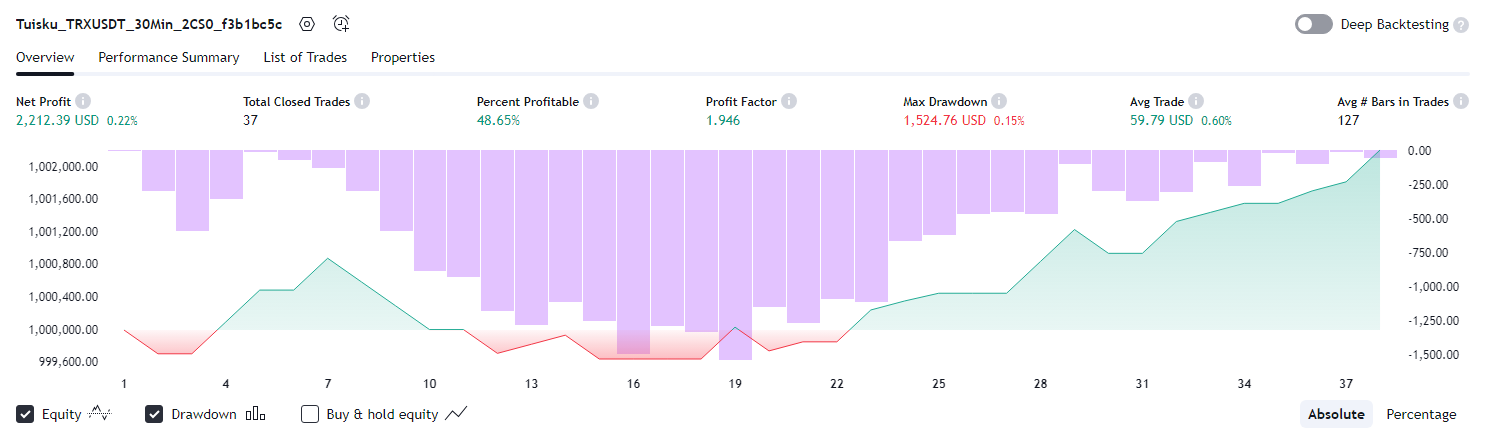 Tuisku_TRXUSDT_30Min_2CS0_f3b1bc5c
Deep Backtesting ?
Overview Performance Summary List of Trades Properties
Net Profit i Total Closed Trades i Percent Profitable i Profit Factor i Max Drawdown i Avg Trade i Avg # Bars in Trades i
2,212.39 USD 0.22% 37 48.65% 1.946 1,524.76 USD 0.15% 59.79 USD 0.60% 127
1,002,000.00
1,001,600.00
1,001,200.00
1,000,800.00
1,000,400.00
1,000,000.00
999,600.00
0.00
-250.00
-500.00
-750.00
-1,000.00
-1,250.00
-1,500.00
1 4 7 10 13 16 19 22 25 28 31 34 37
Equity Drawdown Buy & hold equity Absolute Percentage